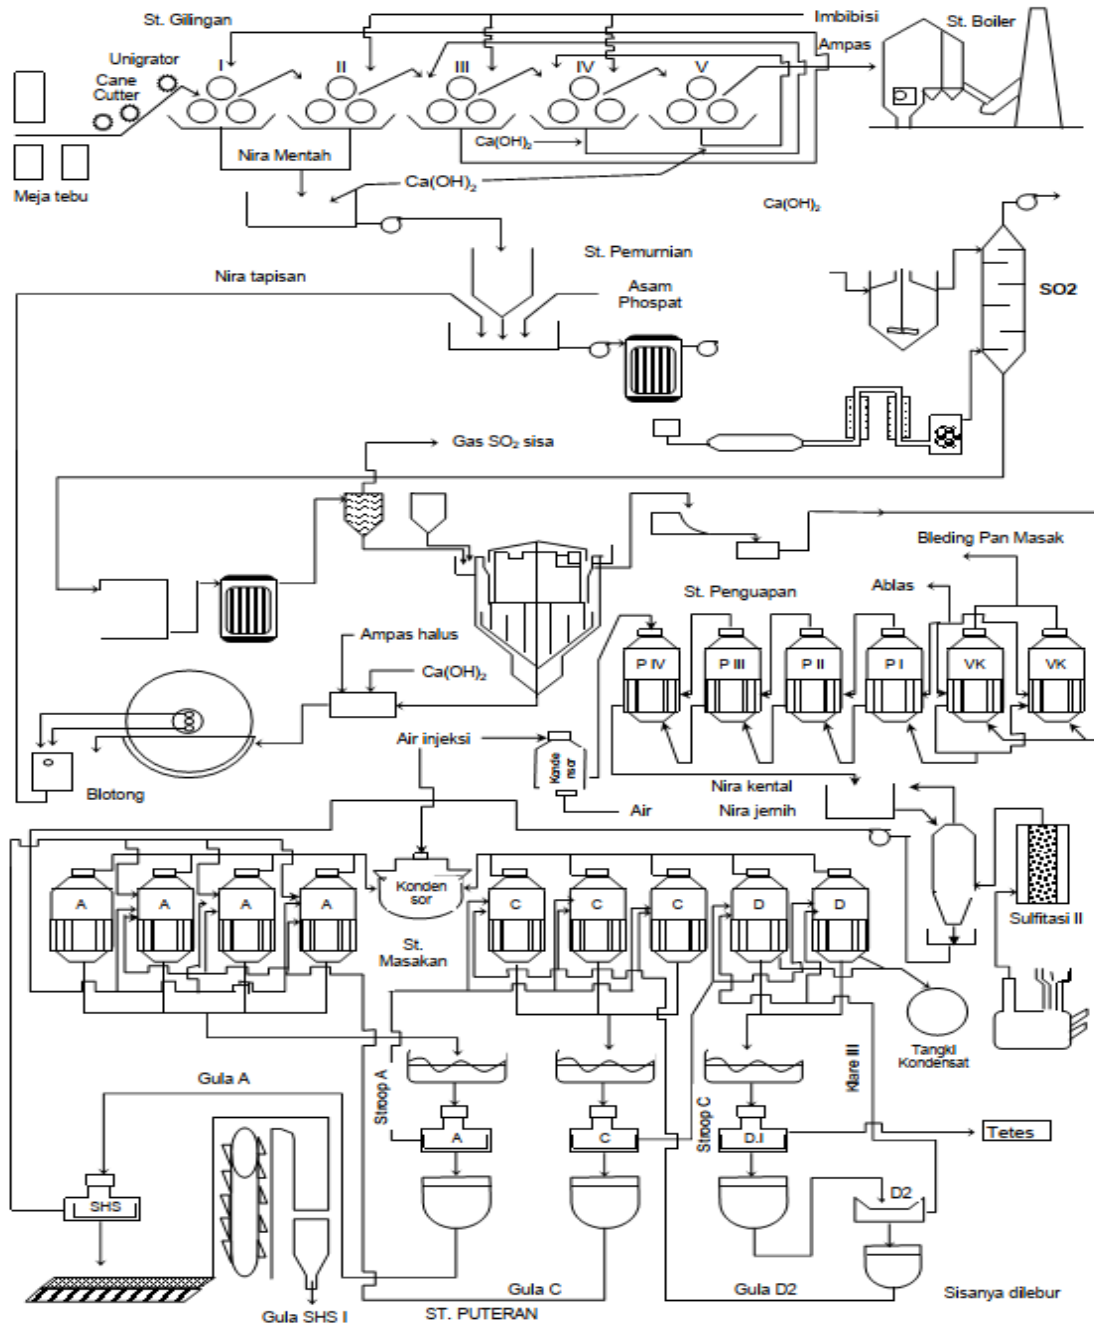 St. Gilingan
Imbibisi
St. Boiler
Ampas
Unigrator
Cane
Cutter
I
II
III
IV
V
Ca(OH)2
Nira Mentah
Meja tebu
Ca(OH)2
Ca(OH)2
St. Pemurnian
Nira tapisan
Asam
Phospat
SO2
Gas SO2 sisa
Bleding Pan Masak
St. Penguapan
Ablas
Ampas halus
Ca(OH)2
P IV
P III
P II
P I
VK
VK
Air injeksi
Konde
nsor
Blotong
Nira kental
Air
Nira jernih
A
A
A
A
Konden
sor
C
C
C
D
D
Sulfitasi II
St.
Masakan
Tangki
Kondensat
Gula A
Stroop A
Stroop C
Klare III
A
C
D.I
Tetes
SHS
D2
Gula C
Gula D2
Sisanya dilebur
Gula SHS I
ST. PUTERAN